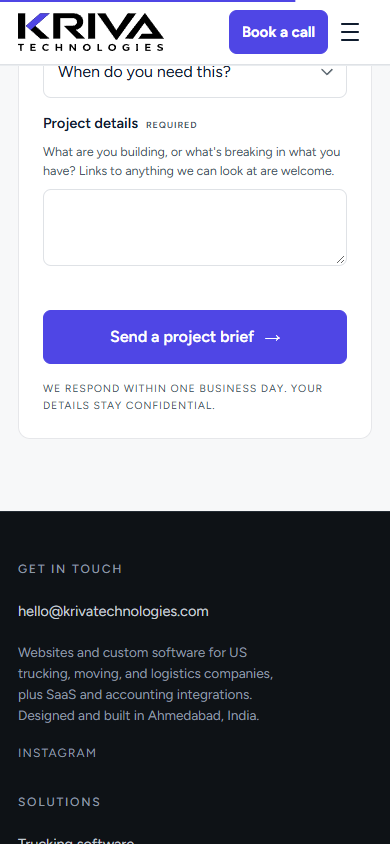 KRIVA
TECHNOLOGIES
Book a call
When do you need this?
Project details REQUIRED
What are you building, or what's breaking in what you
have? Links to anything we can look at are welcome.
Send a project brief →
WE RESPOND WITHIN ONE BUSINESS DAY. YOUR
DETAILS STAY CONFIDENTIAL.
GET IN TOUCH
hello@krivatechnologies.com
Websites and custom software for US
trucking, moving, and logistics companies,
plus SaaS and accounting integrations.
Designed and built in Ahmedabad, India.
INSTAGRAM
SOLUTIONS
Trucking software